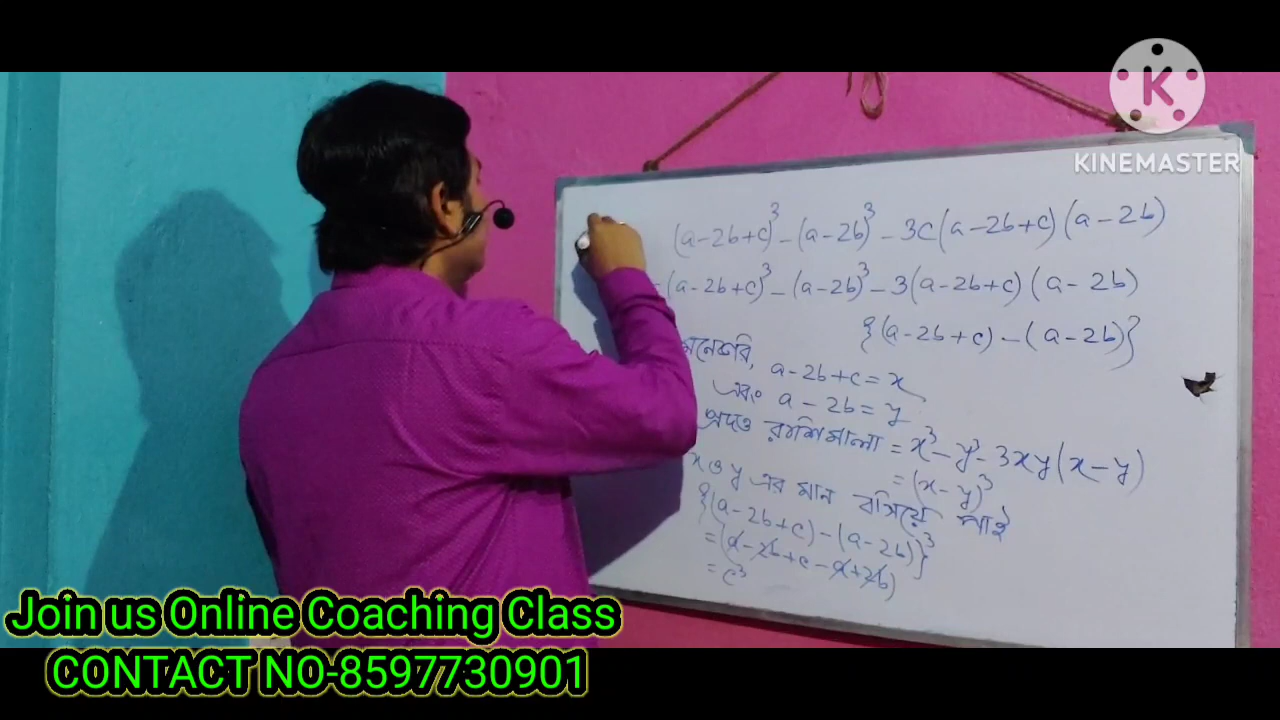 KINEMASTER
(a-2b+c)³ - (a-2b)³ - 3c(a-2b+c)(a-2b)
(a-2b+c)³ - (a-2b)³ - 3(a-2b+c)(a-2b)
{(a-2b+c) - (a-2b)}
মনেকরি, a-2b+c = x
এবং a-2b = y
প্রদত্ত রাশিমালা = x³ - y³ - 3xy(x-y)
= (x-y)³
x ও y এর মান বসিয়ে পাই
{(a-2b+c) - (a-2b)}³
= (a-2b+c-a+2b)
= c³
Join us Online Coaching Class
CONTACT NO-8597730901